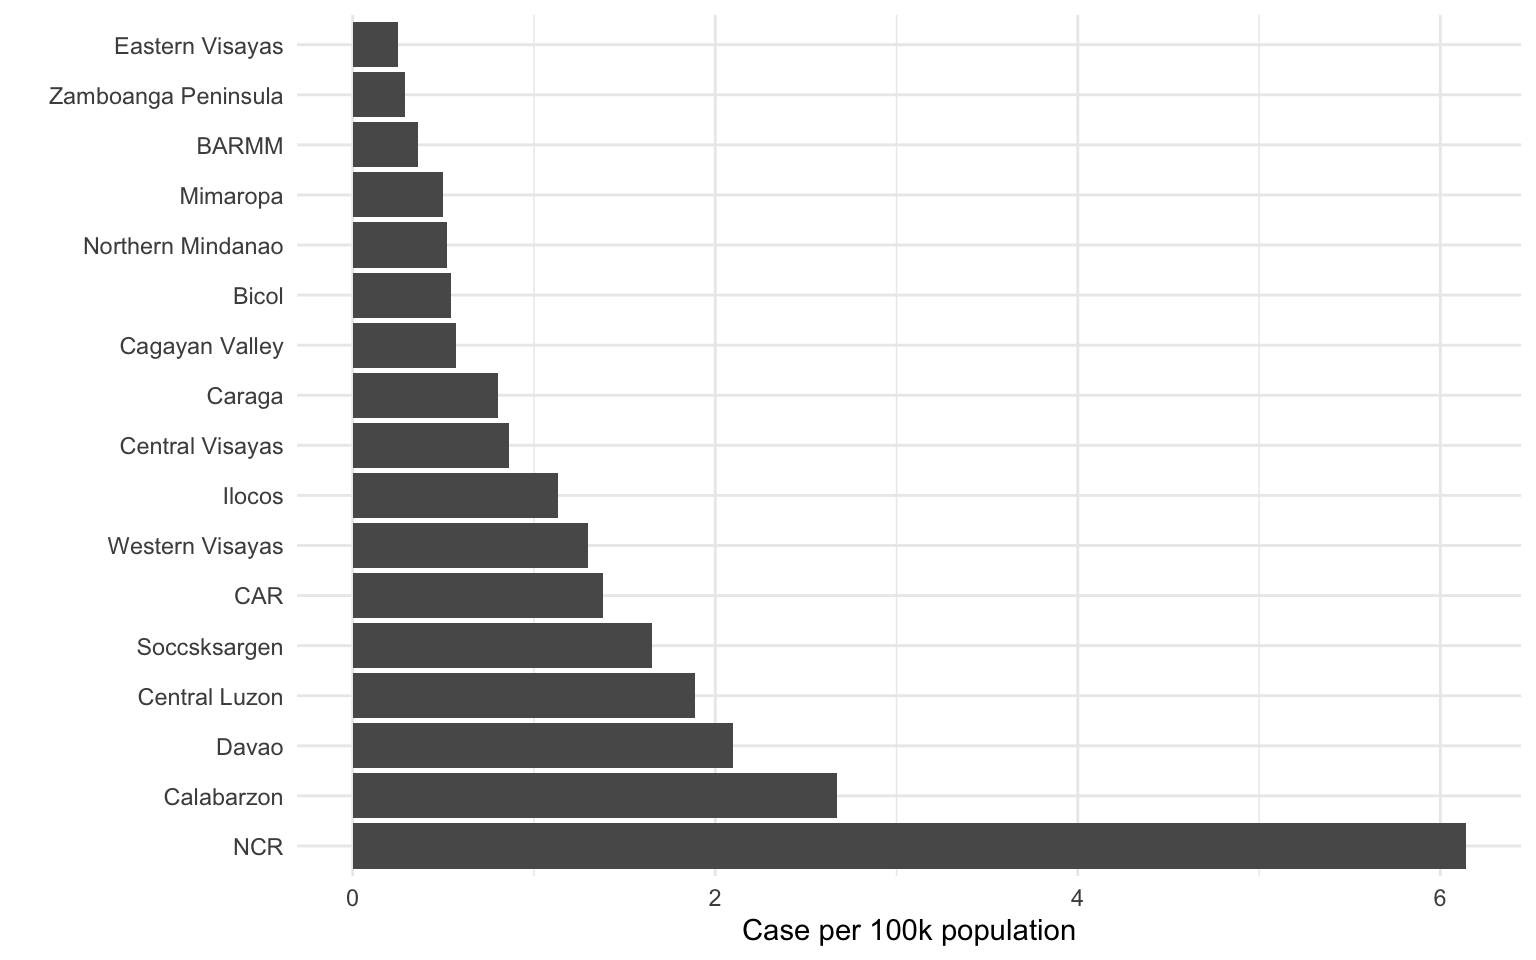 Eastern Visayas
Zamboanga Peninsula
BARMM
Mimaropa
Northern Mindanao
Bicol
Cagayan Valley
Caraga
Central Visayas
Ilocos
Western Visayas
CAR
Soccsksargen
Central Luzon
Davao
Calabarzon
NCR
0 2 4 6
Case per 100k population